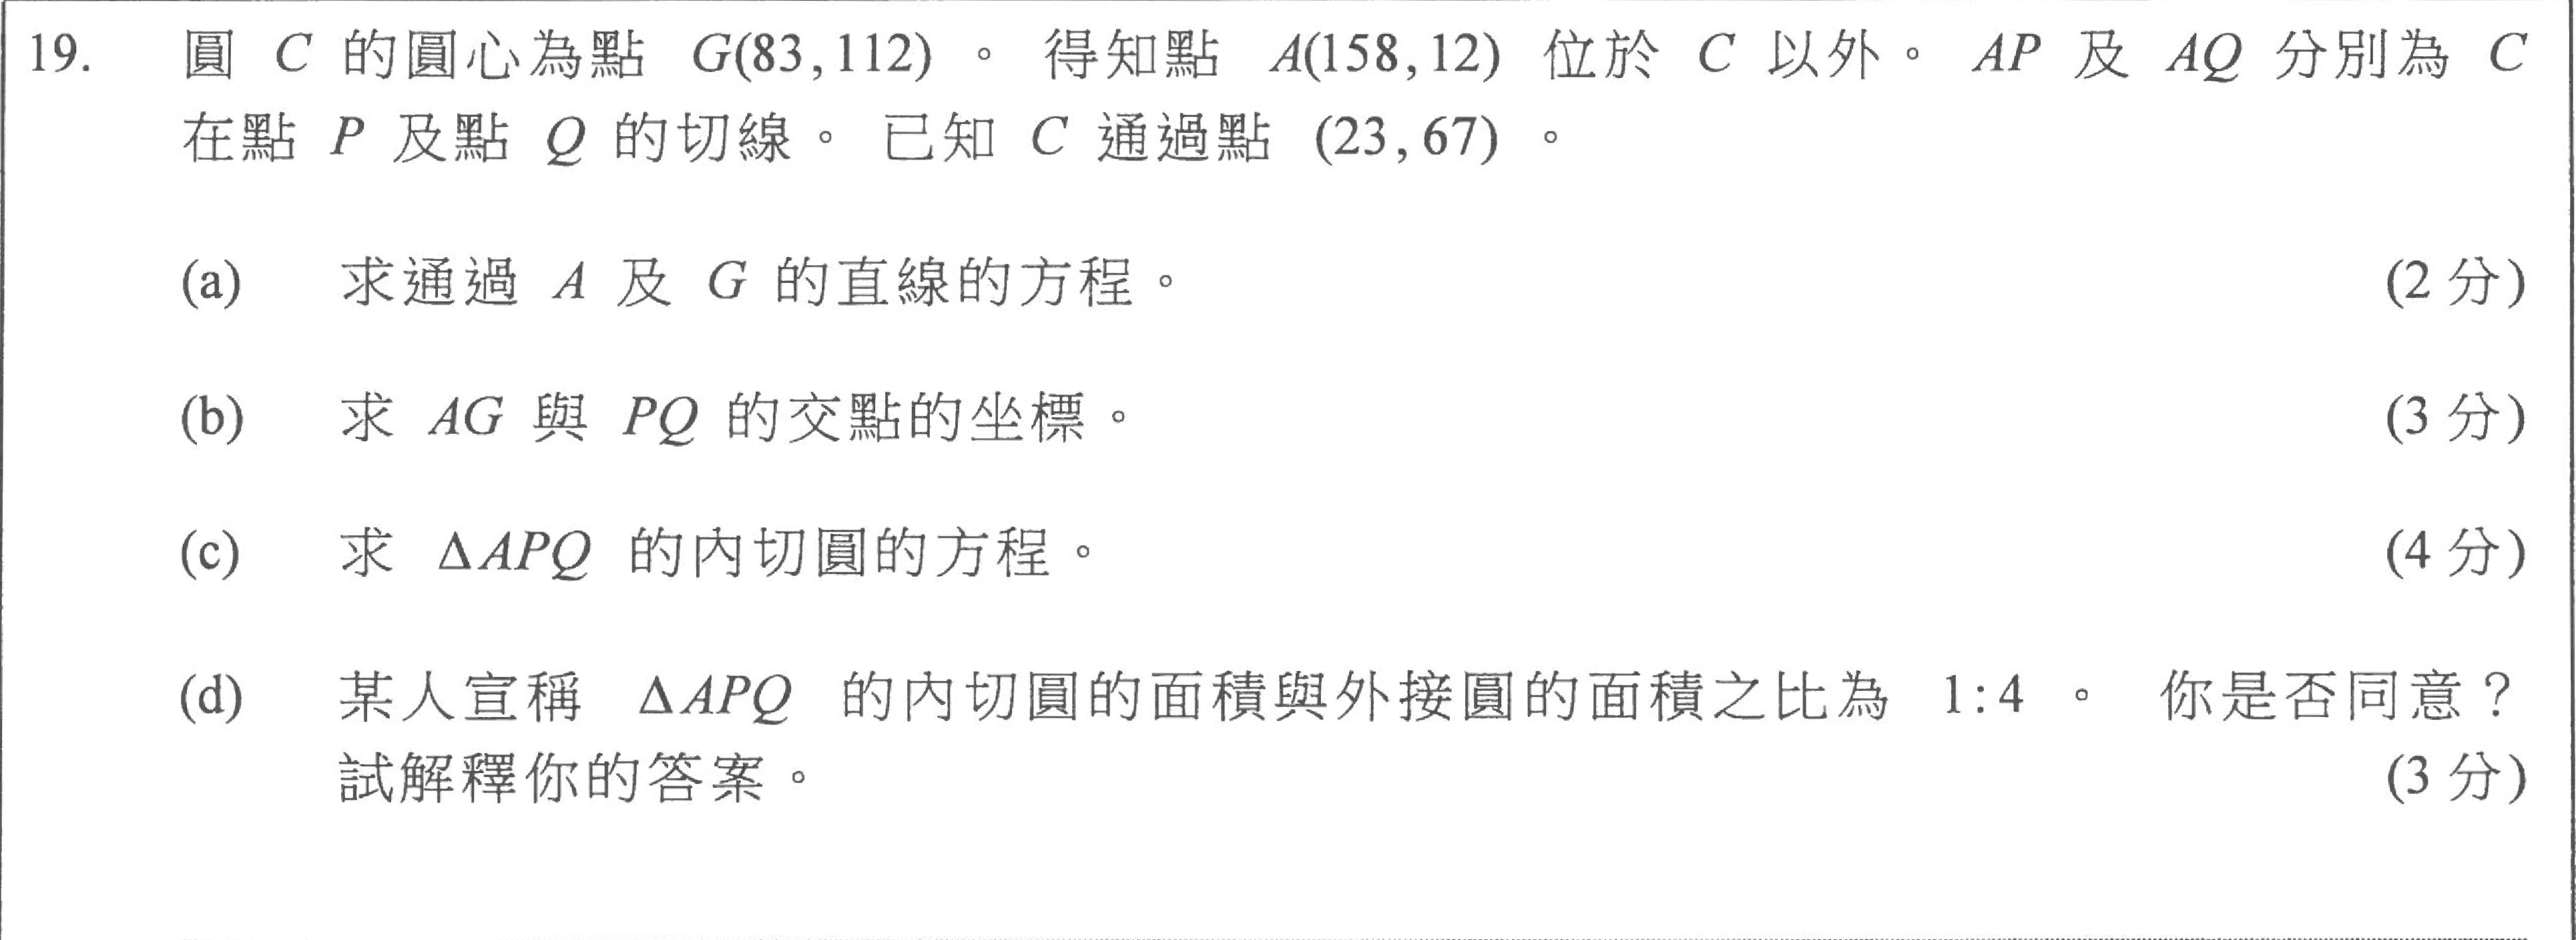 19. 圓 C 的圓心為點 G(83,112)。得知點 A(158,12) 位於 C 以外。AP 及 AQ 分別為 C
在點 P 及點 Q 的切線。已知 C 通過點 (23,67)。
(a) 求通過 A 及 G 的直線的方程。 (2 分)
(b) 求 AG 與 PQ 的交點的坐標。 (3 分)
(c) 求 ΔAPQ 的內切圓的方程。 (4 分)
(d) 某人宣稱 ΔAPQ 的內切圓的面積與外接圓的面積之比為 1:4。你是否同意?
試解釋你的答案。 (3 分)